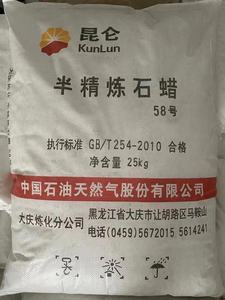 昆仑
KunLun
半精炼石蜡
58号
执行标准 GB/T254-2010 合格
净含量 25kg
中国石油天然气股份有限公司
大庆炼化分公司
黑龙江省大庆市让胡路区马鞍山
电话(0459)5672015 5614241